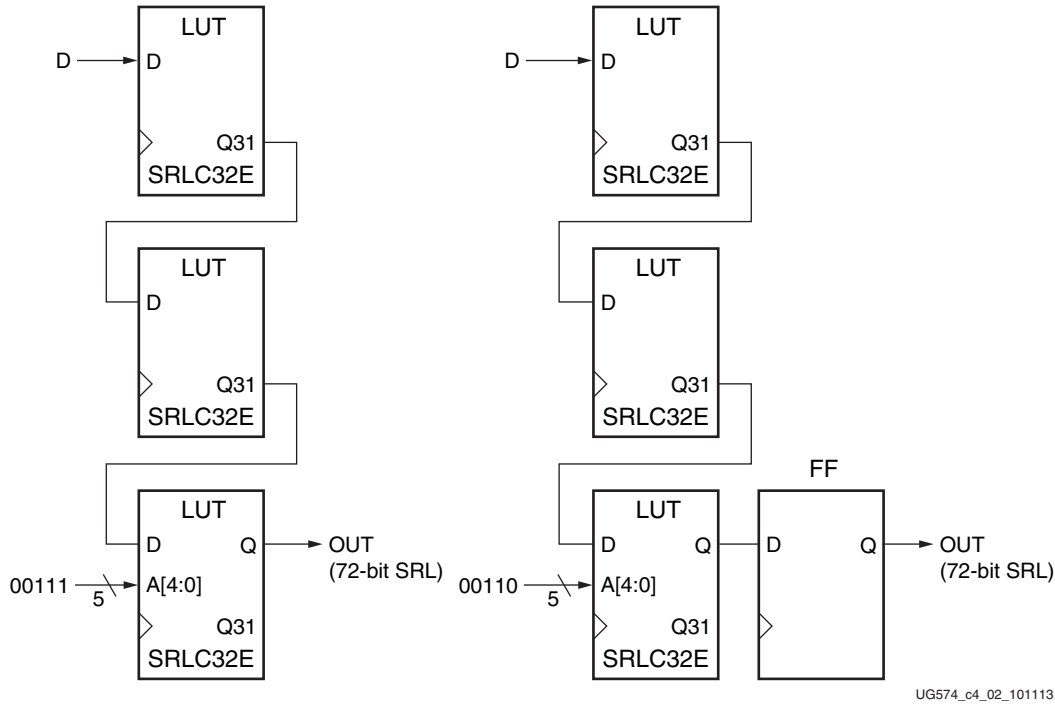 LUT
D
D
Q31
SRLC32E
LUT
D
Q31
SRLC32E
LUT
D
Q
OUT
(72-bit SRL)
00111
5
A[4:0]
Q31
SRLC32E
LUT
D
D
Q31
SRLC32E
LUT
D
Q31
SRLC32E
LUT
D
Q
00110
5
A[4:0]
Q31
SRLC32E
FF
D
Q
OUT
(72-bit SRL)
UG574_c4_02_101113